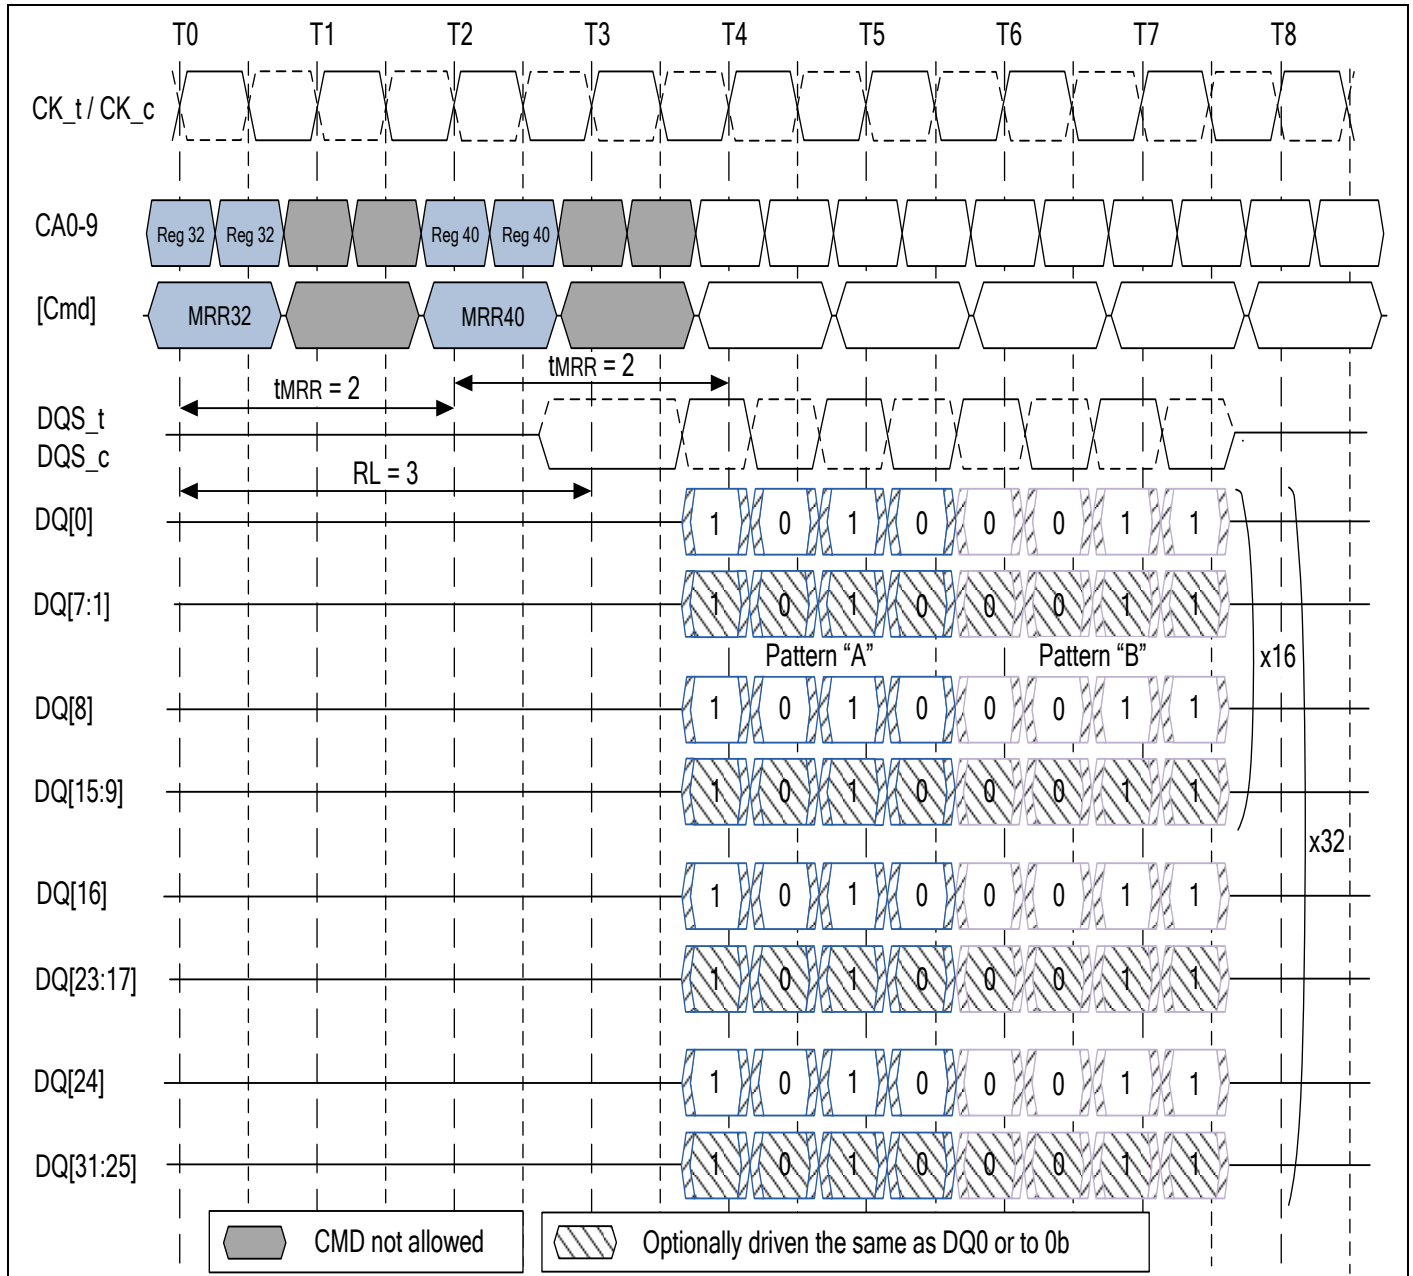 T0 T1 T2 T3 T4 T5 T6 T7 T8
CK_t / CK_c
CA0-9 Reg 32 Reg 32 Reg 40 Reg 40
[Cmd] MRR32 MRR40
tMRR = 2 tMRR = 2
DQS_t
DQS_c
RL = 3
DQ[0] 1 0 1 0 0 0 1 1
DQ[7:1] 1 0 1 0 0 0 1 1
Pattern “A” Pattern “B” x16
DQ[8] 1 0 1 0 0 0 1 1
DQ[15:9] 1 0 1 0 0 0 1 1
x32
DQ[16] 1 0 1 0 0 0 1 1
DQ[23:17] 1 0 1 0 0 0 1 1
DQ[24] 1 0 1 0 0 0 1 1
DQ[31:25] 1 0 1 0 0 0 1 1
CMD not allowed Optionally driven the same as DQ0 or to 0b